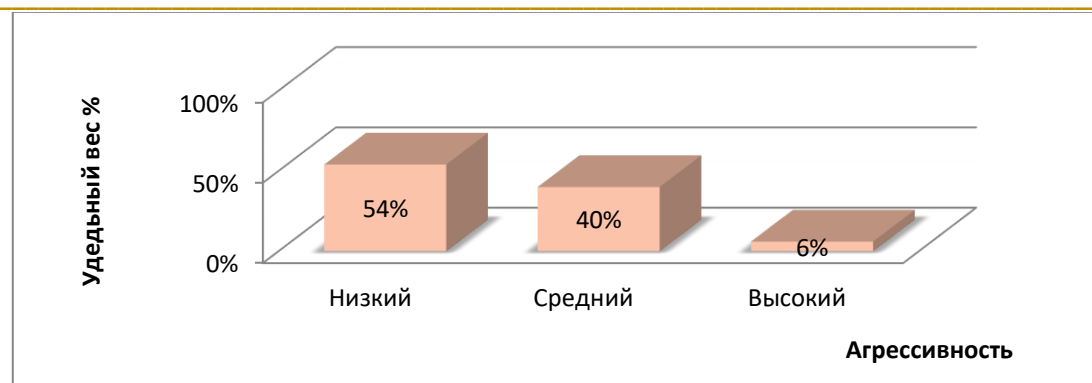 Удедьный вес %
100%
50%
0%
54%
40%
6%
Низкий Средний Высокий
Агрессивность